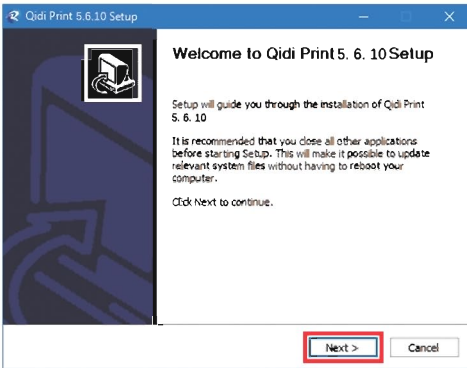 Qidi Print 5.6.10 Setup
Welcome to Qidi Print 5. 6. 10 Setup
Setup will guide you through the installation of Qidi Print
5. 6. 10
It is recommended that you close all other applications
before starting Setup. This will make it possible to update
relevant system files without having to reboot your
computer.
Click Next to continue.
Next > Cancel